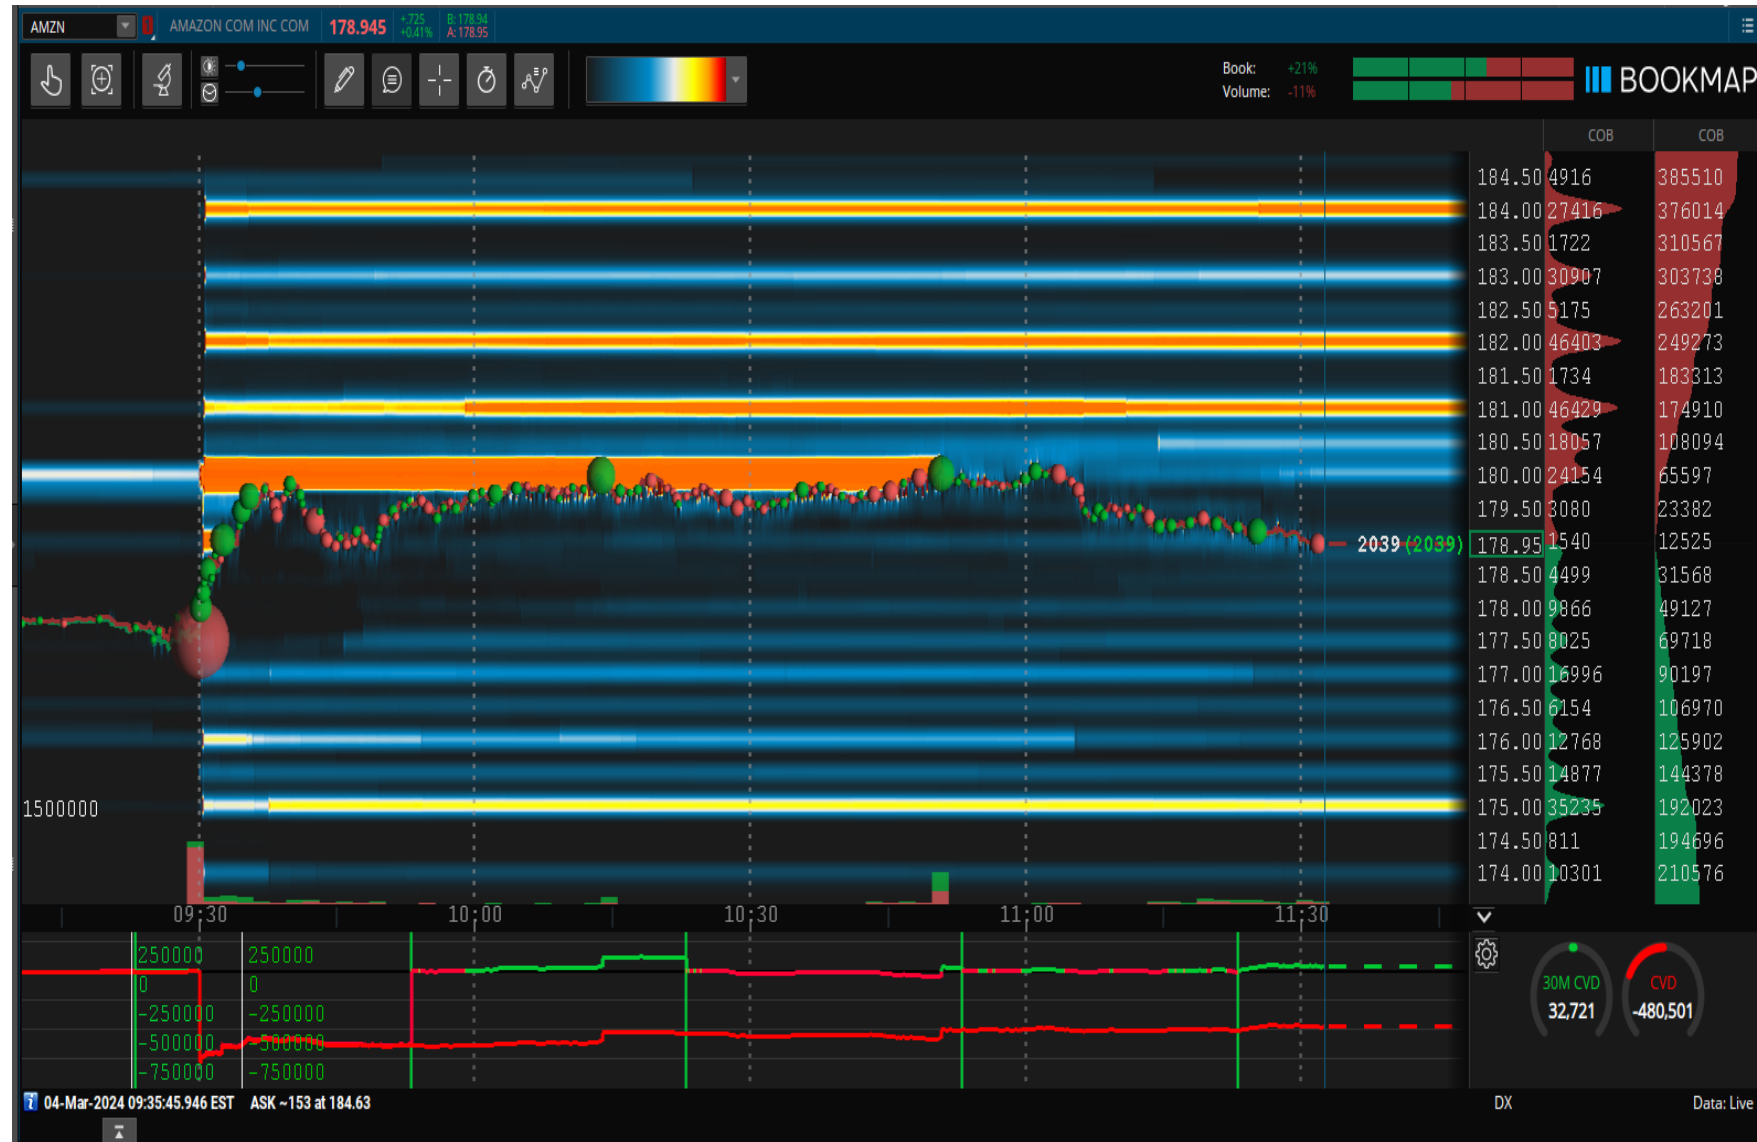 AMZN AMAZON COM INC COM 178.945 +.725 B: 178.94
+0.41% A: 178.95
Book: +21%
Volume: -11%
BOOKMAP
COB COB
184.50 4916 385510
184.00 27416 376014
183.50 1722 310567
183.00 30907 303738
182.50 5175 263201
182.00 46403 249273
181.50 1734 183313
181.00 46429 174910
180.50 18057 108094
180.00 24154 65597
179.50 3080 23382
2039 (2039) 178.95 1540 12525
178.50 4499 31568
178.00 9866 49127
177.50 8025 69718
177.00 16996 90197
176.50 6154 106970
176.00 12768 125902
175.50 14877 144378
1500000 175.00 35235 192023
174.50 811 194696
174.00 10301 210576
09:30 10:00 10:30 11:00 11:30
250000 250000
0 0
-250000 -250000
-500000 -500000
-750000 -750000
30M CVD CVD
32,721 -480,501
04-Mar-2024 09:35:45.946 EST ASK ~153 at 184.63 DX Data: Live